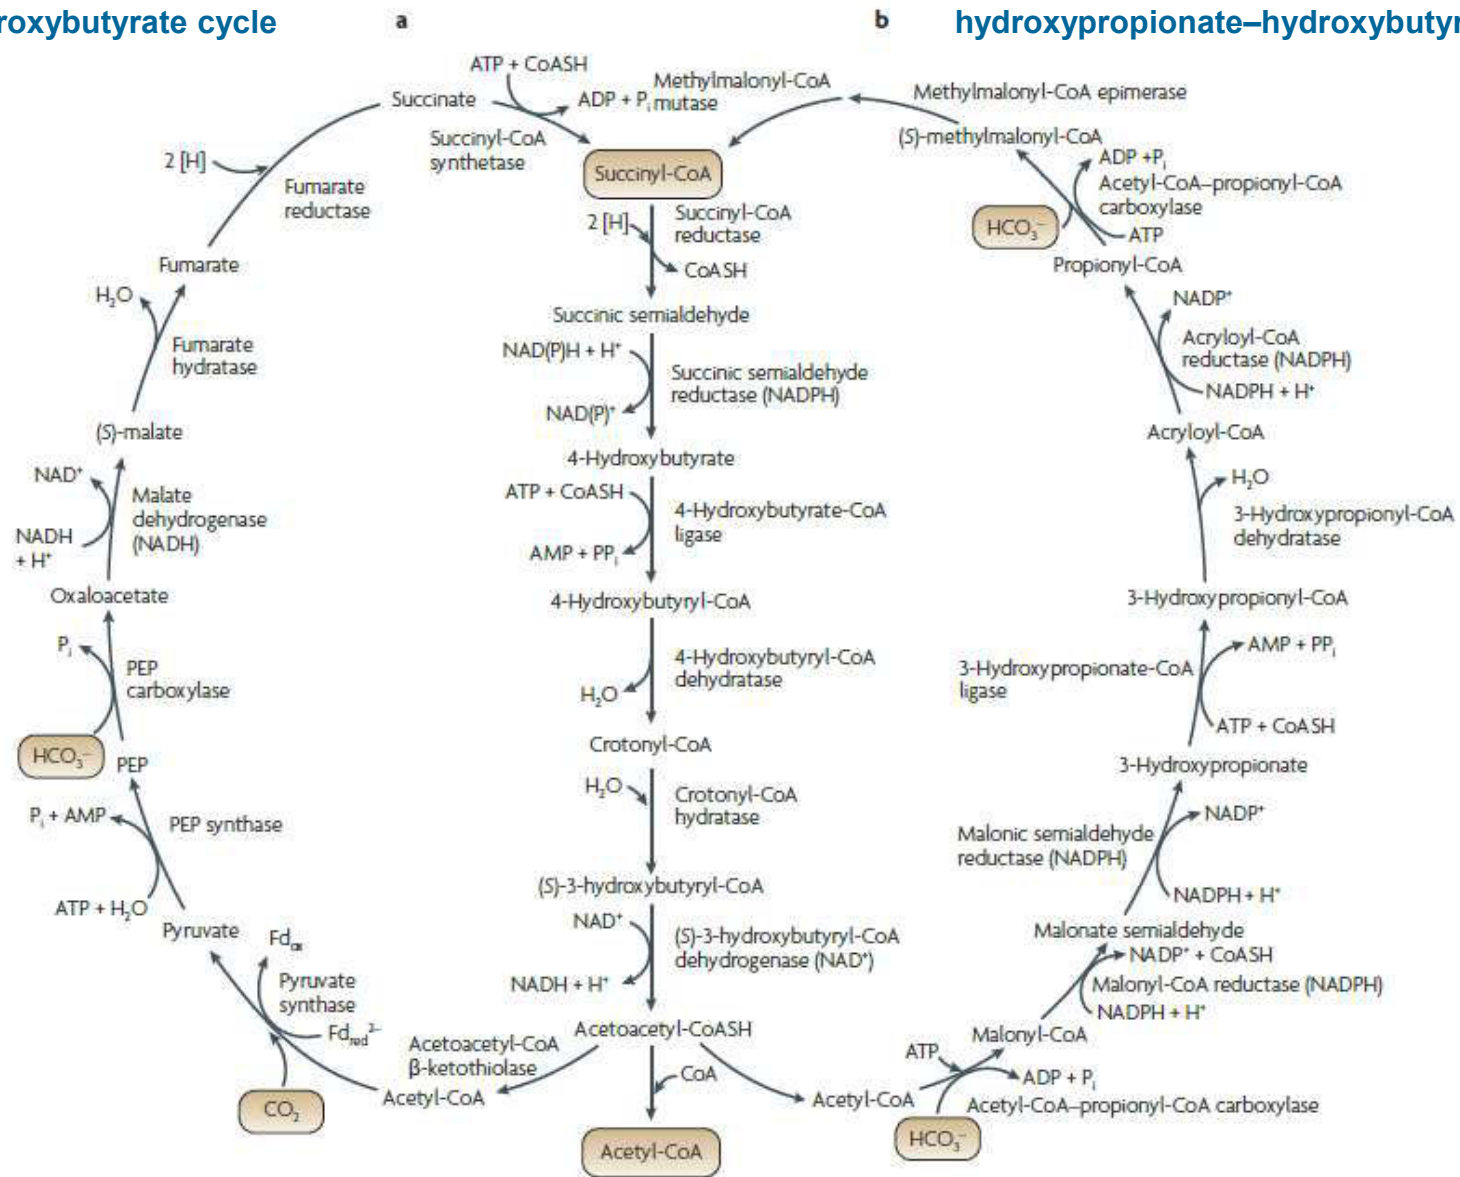 roxybutyrate cycle
a
b
hydroxypropionate–hydroxybutyr
ATP + CoASH
Succinate
ADP + Pᵢ
Succinyl-CoA
synthetase
Methylmalonyl-CoA
mutase
Methylmalonyl-CoA epimerase
(S)-methylmalonyl-CoA
2 [H]
Fumarate
reductase
Succinyl-CoA
ADP +Pᵢ
Acetyl-CoA–propionyl-CoA
carboxylase
HCO₃⁻
ATP
2 [H]
Succinyl-CoA
reductase
CoASH
Fumarate
Propionyl-CoA
H₂O
Fumarate
hydratase
Succinic semialdehyde
NADP⁺
Acryloyl-CoA
reductase (NADPH)
NADPH + H⁺
NAD(P)H + H⁺
Succinic semialdehyde
reductase (NADPH)
NAD(P)⁺
(S)-malate
Acryloyl-CoA
4-Hydroxybutyrate
NAD⁺
Malate
dehydrogenase
(NADH)
NADH
+ H⁺
ATP + CoASH
4-Hydroxybutyrate-CoA
ligase
AMP + PPᵢ
H₂O
3-Hydroxypropionyl-CoA
dehydratase
Oxaloacetate
4-Hydroxybutyryl-CoA
3-Hydroxypropionyl-CoA
Pᵢ
PEP
carboxylase
HCO₃⁻
4-Hydroxybutyryl-CoA
dehydratase
H₂O
3-Hydroxypropionate-CoA
ligase
AMP + PPᵢ
ATP + CoASH
PEP
Crotonyl-CoA
3-Hydroxypropionate
Pᵢ + AMP
PEP synthase
ATP + H₂O
H₂O
Crotonyl-CoA
hydratase
Malonic semialdehyde
reductase (NADPH)
NADP⁺
NADPH + H⁺
(S)-3-hydroxybutyryl-CoA
Pyruvate
Malonate semialdehyde
NAD⁺
(S)-3-hydroxybutyryl-CoA
dehydrogenase (NAD⁺)
NADH + H⁺
NADP⁺ + CoASH
Malonyl-CoA reductase (NADPH)
NADPH + H⁺
Fdₒₓ
Pyruvate
synthase
Fd_red²⁻
Acetoacetyl-CoASH
Malonyl-CoA
Acetoacetyl-CoA
β-ketothiolase
CoA
ATP
ADP + Pᵢ
Acetyl-CoA–propionyl-CoA carboxylase
Acetyl-CoA
Acetyl-CoA
CO₂
HCO₃⁻
Acetyl-CoA